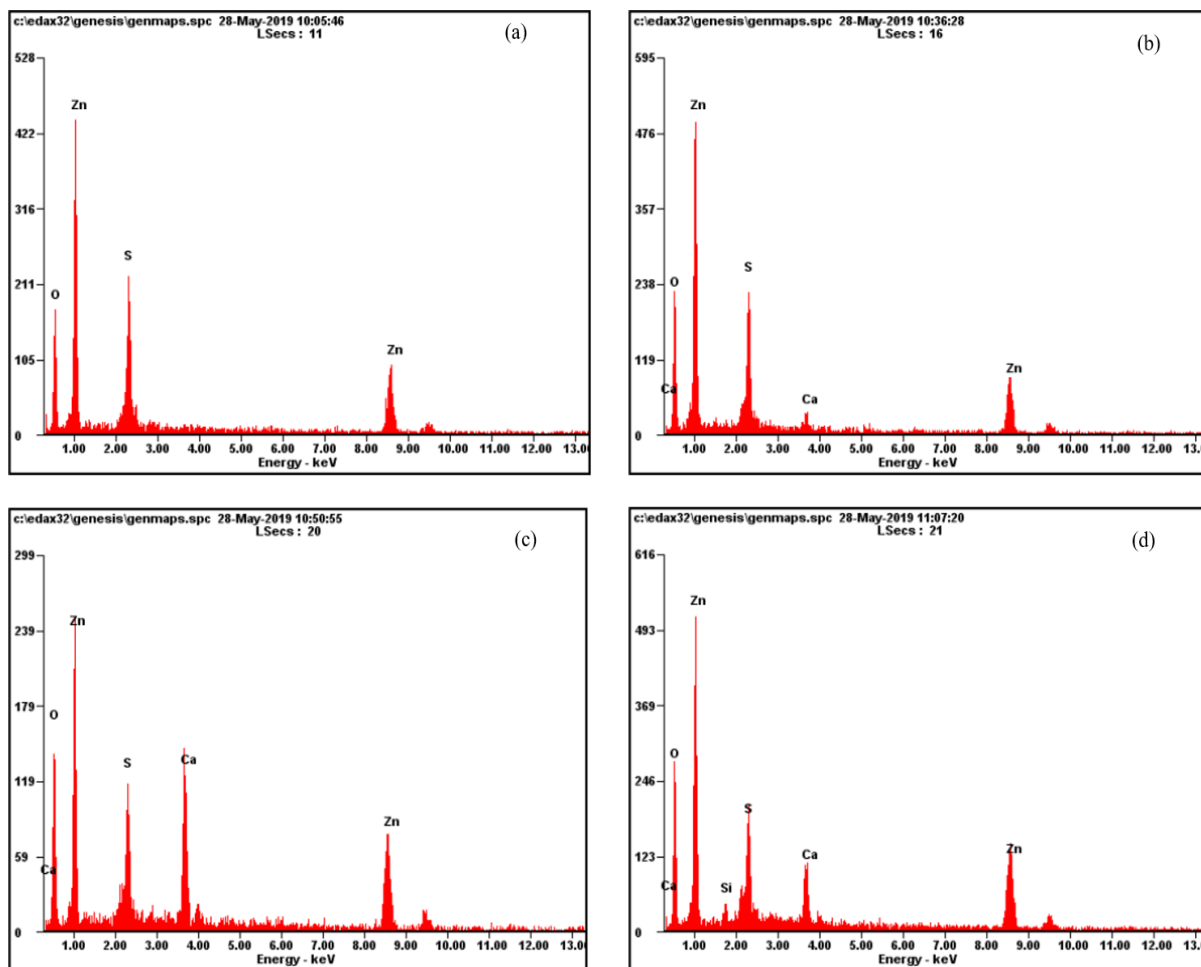 c:\edax32\genesis\genmaps.spc 28-May-2019 10:05:46
LSecs : 11
(a)
528
422
316
211
105
0
Zn
O
S
Zn
1.00 2.00 3.00 4.00 5.00 6.00 7.00 8.00 9.00 10.00 11.00 12.00 13.00
Energy - keV
c:\edax32\genesis\genmaps.spc 28-May-2019 10:36:28
LSecs : 16
(b)
595
476
357
238
119
0
Zn
O
S
Ca
Ca
Zn
1.00 2.00 3.00 4.00 5.00 6.00 7.00 8.00 9.00 10.00 11.00 12.00 13.0
Energy - keV
c:\edax32\genesis\genmaps.spc 28-May-2019 10:50:55
LSecs : 20
(c)
299
239
179
119
59
0
Zn
O
S
Ca
Ca
Zn
1.00 2.00 3.00 4.00 5.00 6.00 7.00 8.00 9.00 10.00 11.00 12.00 13.0
Energy - keV
c:\edax32\genesis\genmaps.spc 28-May-2019 11:07:20
LSecs : 21
(d)
616
493
369
246
123
0
Zn
O
S
Ca
Ca
Si
Zn
1.00 2.00 3.00 4.00 5.00 6.00 7.00 8.00 9.00 10.00 11.00 12.00 13.0
Energy - keV